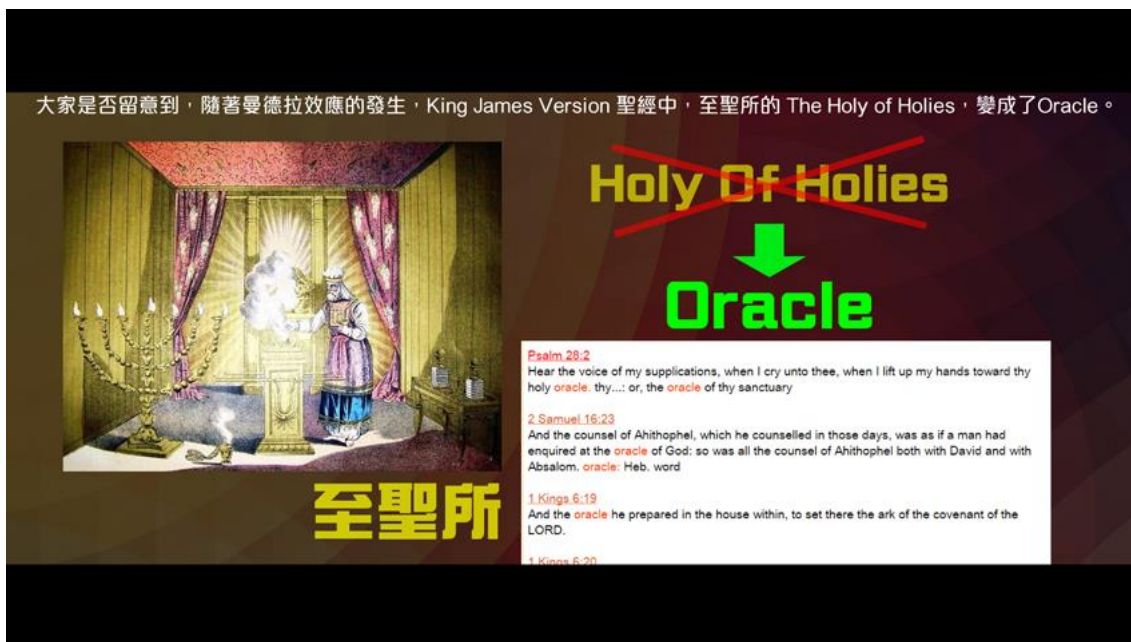 大家是否留意到，隨著曼德拉效應的發生，King James Version 聖經中，至聖所的 The Holy of Holies，變成了Oracle。
Holy Of Holies
Oracle
至聖所
Psalm 28:2
Hear the voice of my supplications, when I cry unto thee, when I lift up my hands toward thy
holy oracle. thy...: or, the oracle of thy sanctuary
2 Samuel 16:23
And the counsel of Ahithophel, which he counselled in those days, was as if a man had
enquired at the oracle of God: so was all the counsel of Ahithophel both with David and with
Absalom. oracle: Heb. word
1 Kings 6:19
And the oracle he prepared in the house within, to set there the ark of the covenant of the
LORD.
1 Kings 6:20